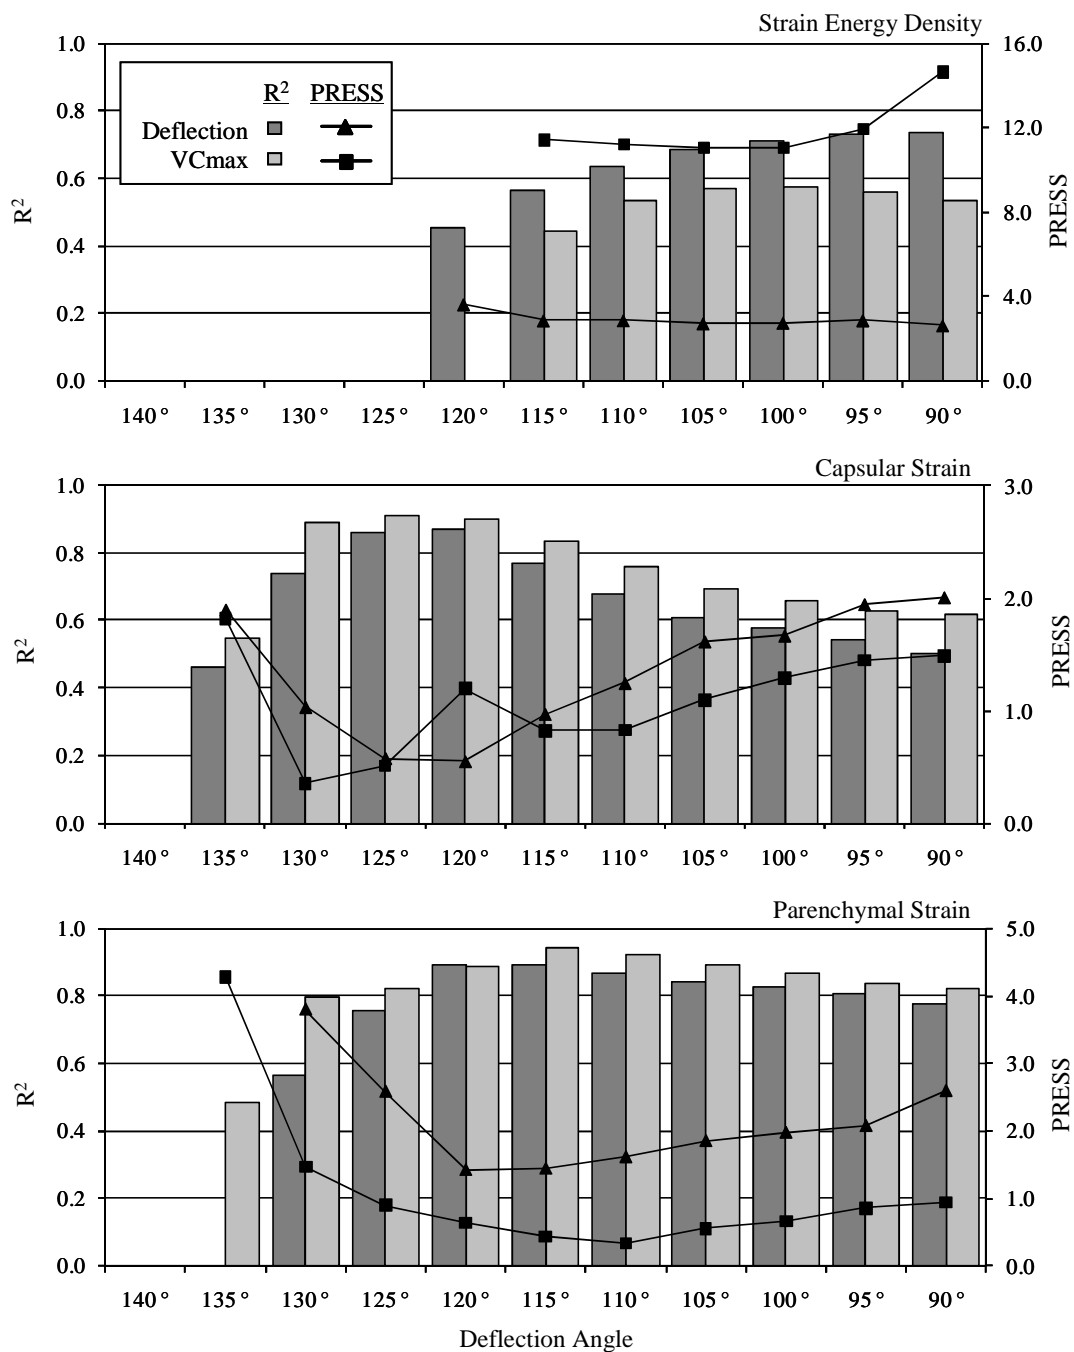 Strain Energy Density
1.0 16.0
R² PRESS
0.8
Deflection 12.0
VCmax
0.6
R² 8.0 PRESS
0.4
4.0
0.2
0.0 0.0
140° 135° 130° 125° 120° 115° 110° 105° 100° 95° 90°
Capsular Strain
1.0 3.0
0.8
2.0
0.6
R² PRESS
0.4 1.0
0.2
0.0 0.0
140° 135° 130° 125° 120° 115° 110° 105° 100° 95° 90°
Parenchymal Strain
1.0 5.0
0.8 4.0
0.6 3.0
R² PRESS
0.4 2.0
0.2 1.0
0.0 0.0
140° 135° 130° 125° 120° 115° 110° 105° 100° 95° 90°
Deflection Angle